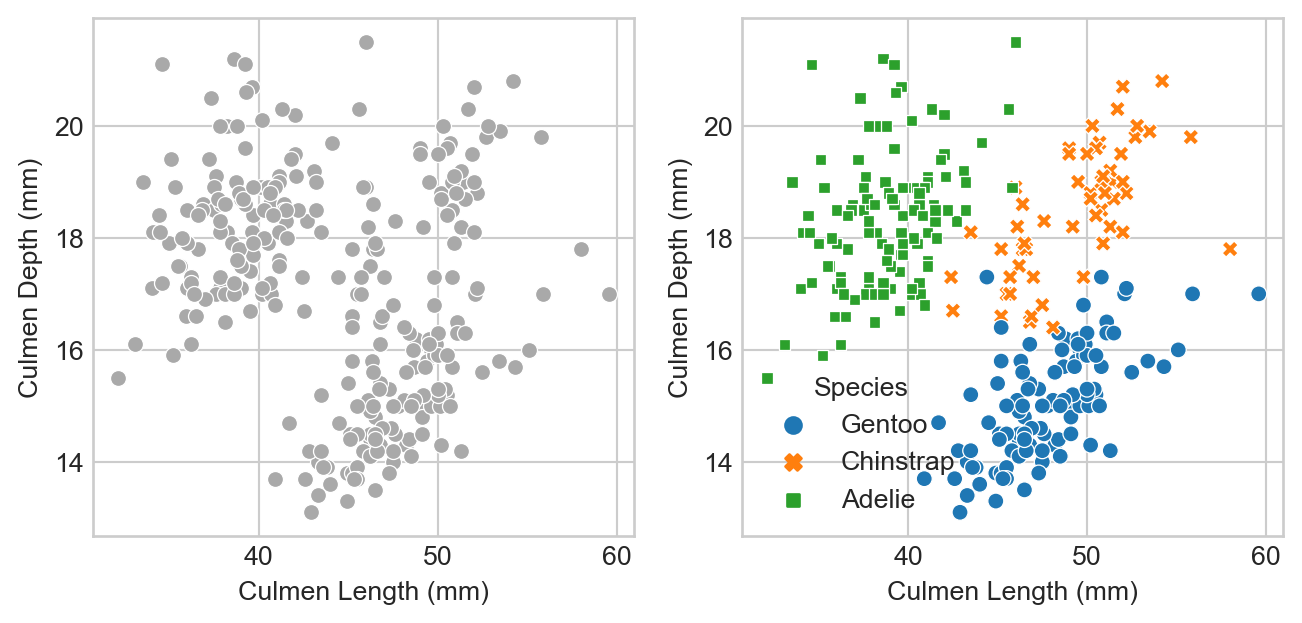 20
18
16
14
40
50
60
Culmen Depth (mm)
Culmen Length (mm)
20
18
16
14
40
50
60
Culmen Depth (mm)
Culmen Length (mm)
Species
Gentoo
Chinstrap
Adelie